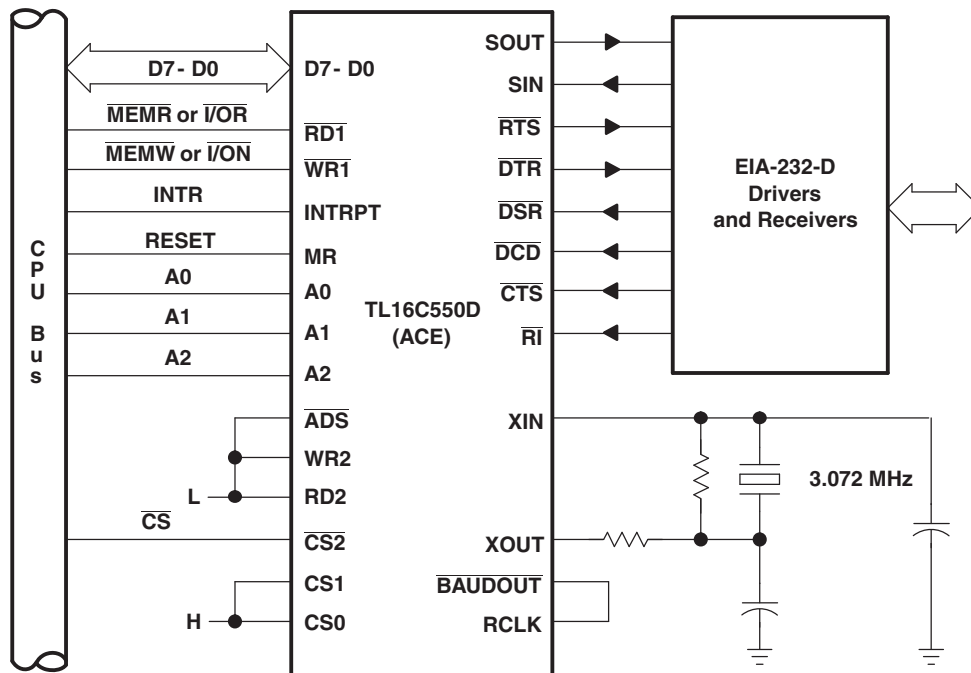 CPU Bus
D7- D0
MEMR or I/OR
MEMW or I/ON
INTR
RESET
A0
A1
A2
L
CS
H
D7- D0
RD1
WR1
INTRPT
MR
A0
A1
A2
ADS
WR2
RD2
CS2
CS1
CS0
TL16C550D
(ACE)
SOUT
SIN
RTS
DTR
DSR
DCD
CTS
RI
XIN
XOUT
BAUDOUT
RCLK
EIA-232-D
Drivers
and Receivers
3.072 MHz